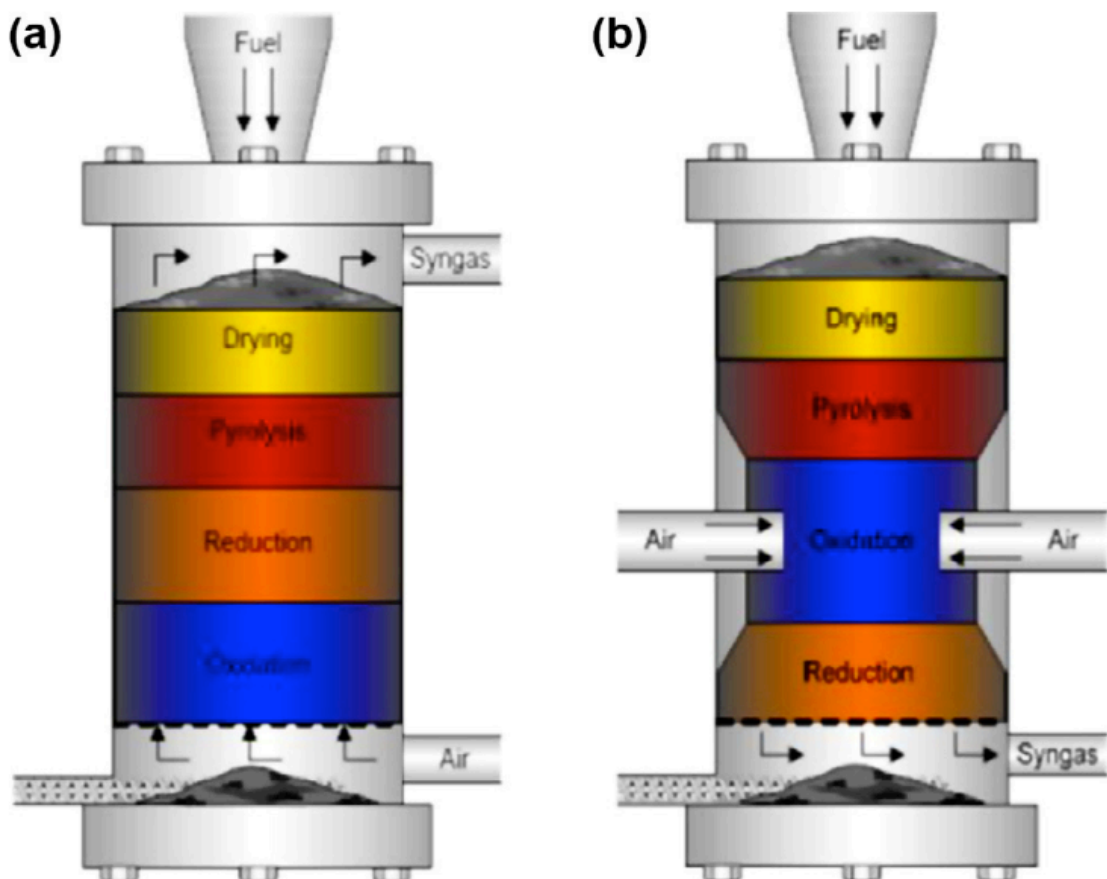 (a)
Fuel
Syngas
Drying
Pyrolysis
Reduction
Oxidation
Air
(b)
Fuel
Drying
Pyrolysis
Air
Oxidation
Air
Reduction
Syngas